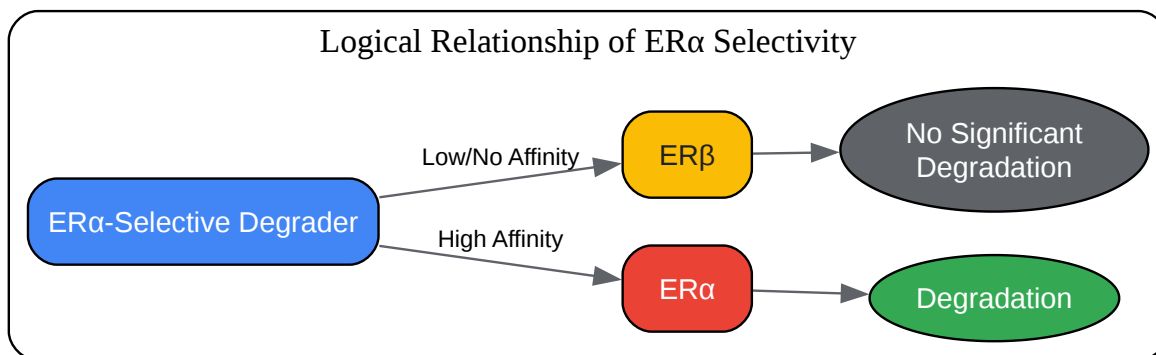 Logical Relationship of ERα Selectivity
ERα-Selective Degrader
Low/No Affinity
ERβ
No Significant
Degradation
High Affinity
ERα
Degradation